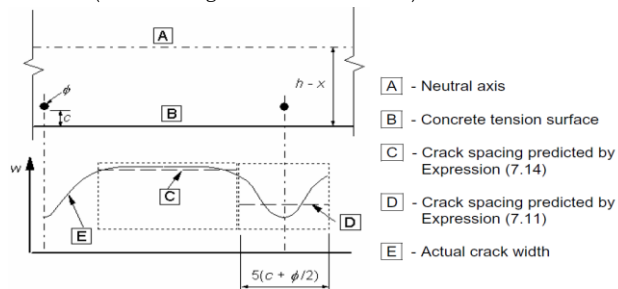 A
ϕ
h - x
c
B
w
C
D
E
5(c + ϕ/2)
A - Neutral axis
B - Concrete tension surface
C - Crack spacing predicted by
Expression (7.14)
D - Crack spacing predicted by
Expression (7.11)
E - Actual crack width